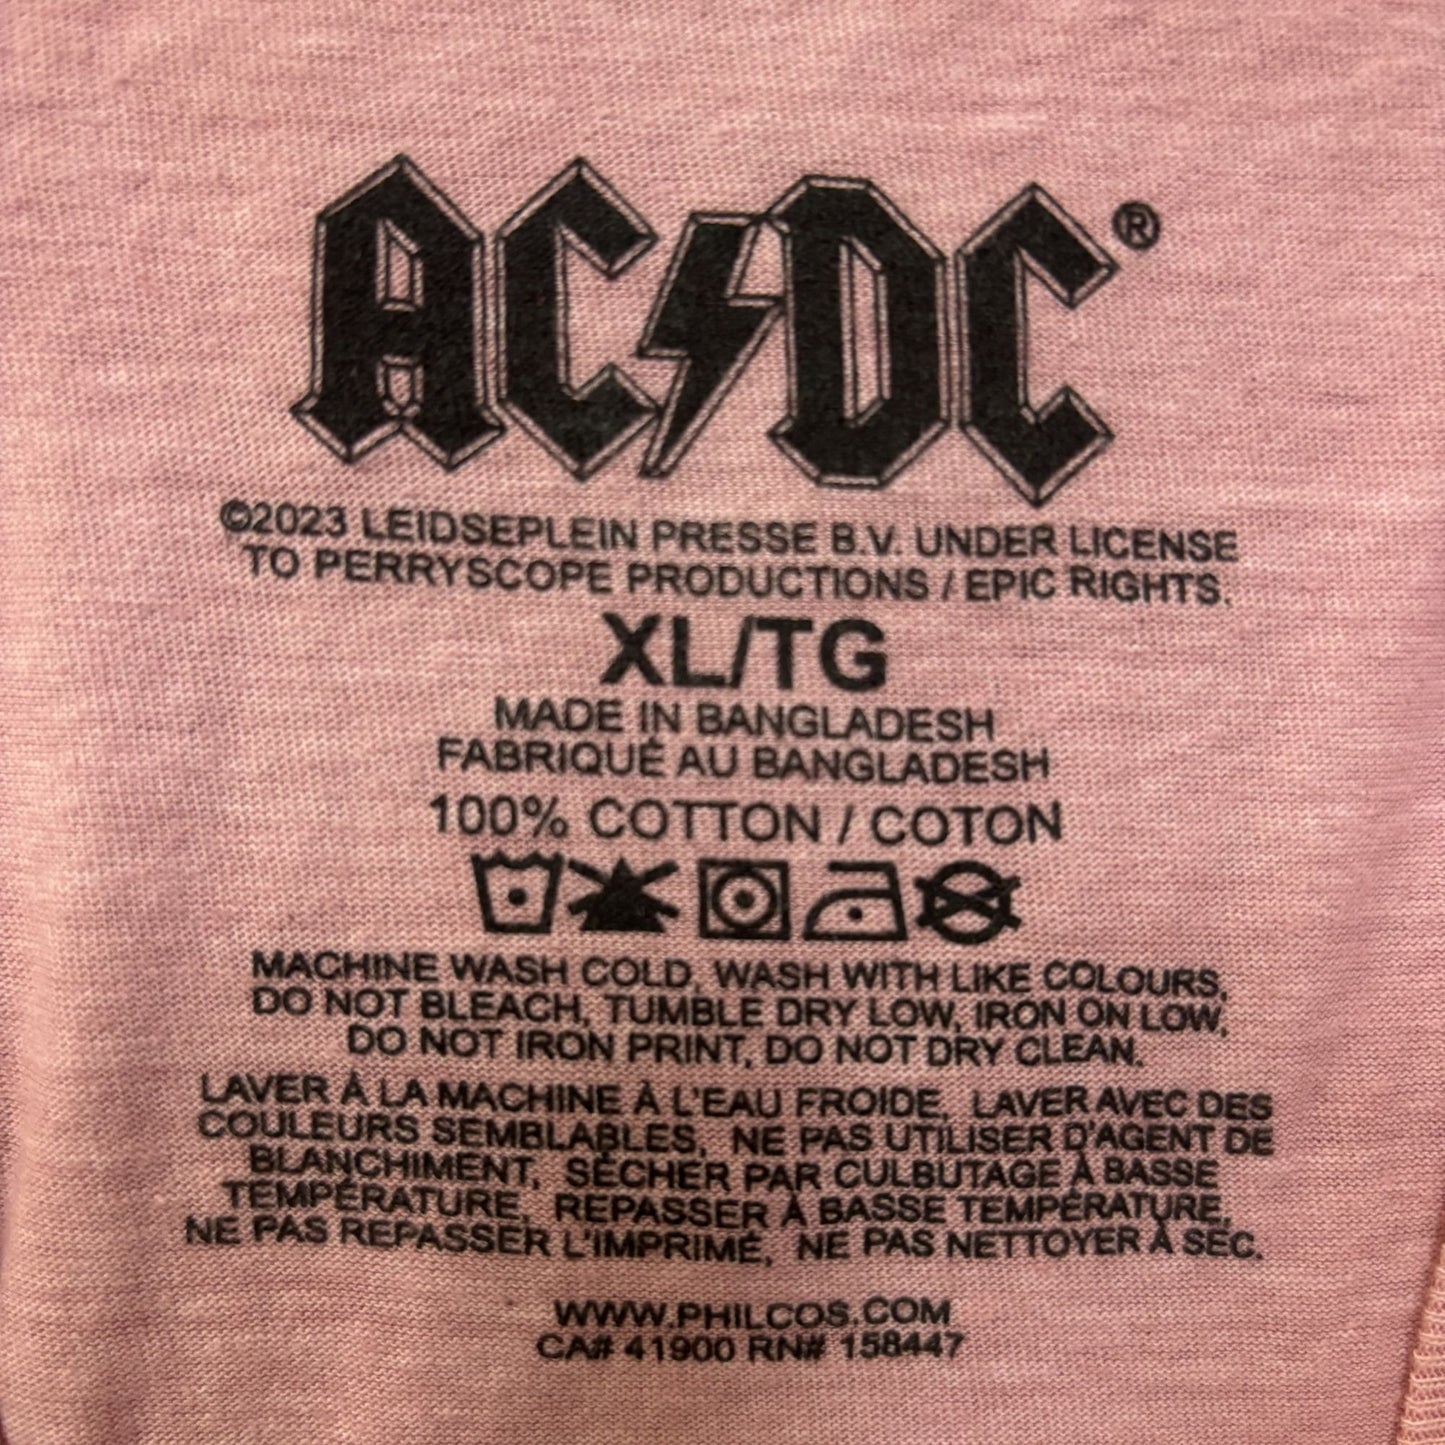 AC/DC®
©2023 LEIDSEPLEIN PRESSE B.V. UNDER LICENSE
TO PERRYSCOPE PRODUCTIONS / EPIC RIGHTS.
XL/TG
MADE IN BANGLADESH
FABRIQUÉ AU BANGLADESH
100% COTTON / COTON
MACHINE WASH COLD, WASH WITH LIKE COLOURS,
DO NOT BLEACH, TUMBLE DRY LOW, IRON ON LOW,
DO NOT IRON PRINT, DO NOT DRY CLEAN.
LAVER À LA MACHINE À L'EAU FROIDE, LAVER AVEC DES
COULEURS SEMBLABLES, NE PAS UTILISER D'AGENT DE
BLANCHIMENT, SÉCHER PAR CULBUTAGE À BASSE
TEMPÉRATURE, REPASSER À BASSE TEMPÉRATURE,
NE PAS REPASSER L'IMPRIMÉ, NE PAS NETTOYER À SEC.
WWW.PHILCOS.COM
CA# 41900 RN# 158447